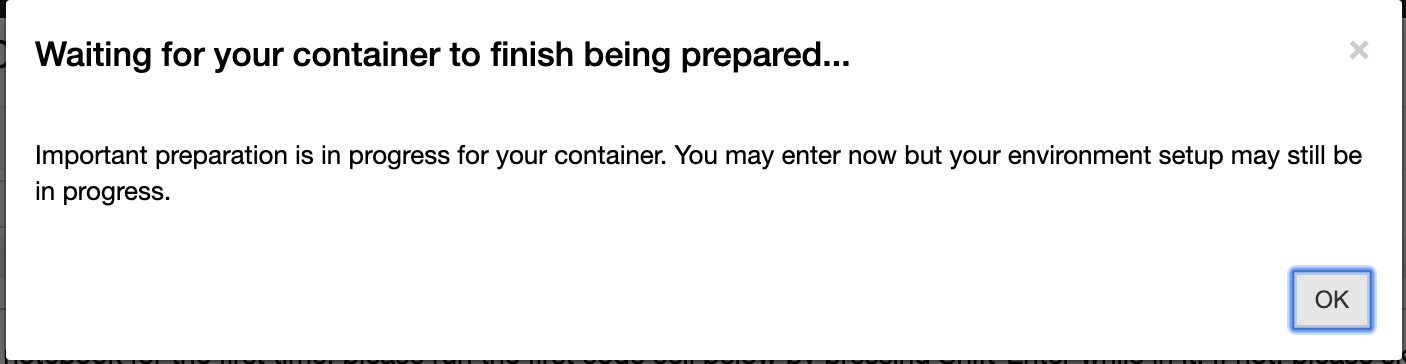 Waiting for your container to finish being prepared...
×
Important preparation is in progress for your container. You may enter now but your environment setup may still be
in progress.
OK